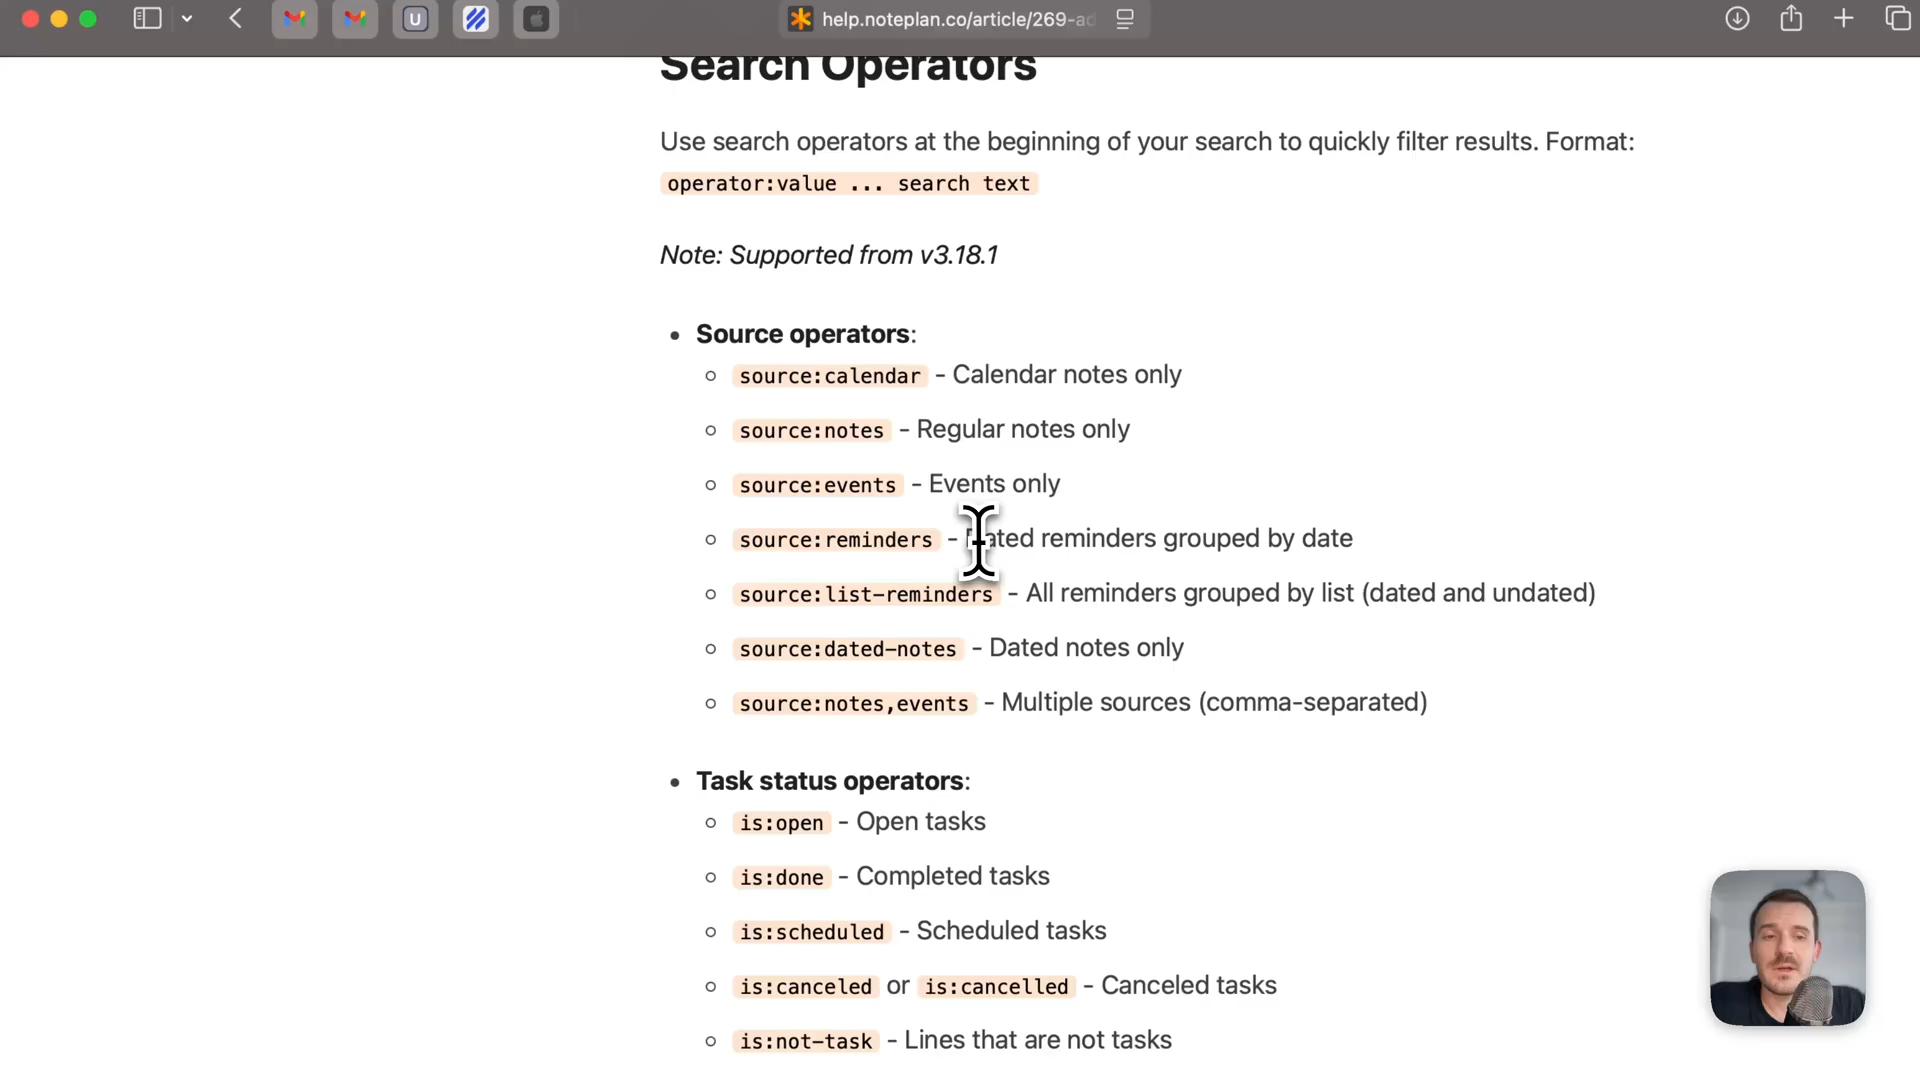 U
help.noteplan.co/article/269-ad
Search Operators
Use search operators at the beginning of your search to quickly filter results. Format:
operator:value ... search text
Note: Supported from v3.18.1
• Source operators:
source:calendar - Calendar notes only
source:notes - Regular notes only
source:events - Events only
source:reminders - Dated reminders grouped by date
source:list-reminders - All reminders grouped by list (dated and undated)
source:dated-notes - Dated notes only
source:notes,events - Multiple sources (comma-separated)
• Task status operators:
is:open - Open tasks
is:done - Completed tasks
is:scheduled - Scheduled tasks
is:canceled or is:cancelled - Canceled tasks
is:not-task - Lines that are not tasks